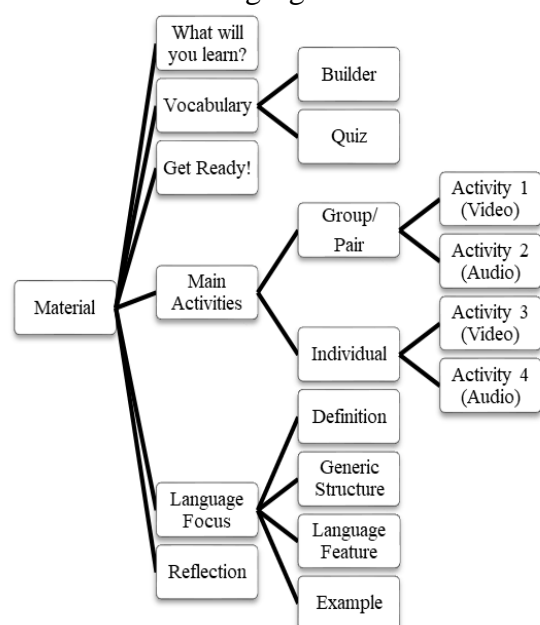 What will
you learn?
Vocabulary
Builder
Quiz
Get Ready!
Material
Main
Activities
Group/
Pair
Activity 1
(Video)
Activity 2
(Audio)
Individual
Activity 3
(Video)
Activity 4
(Audio)
Language
Focus
Definition
Generic
Structure
Language
Feature
Example
Reflection